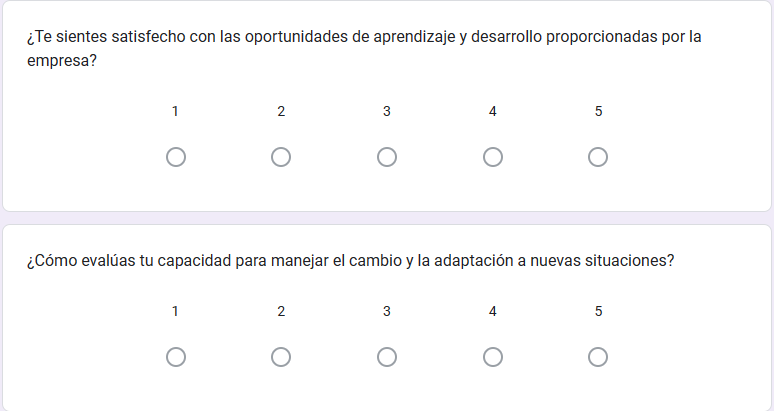 ¿Te sientes satisfecho con las oportunidades de aprendizaje y desarrollo proporcionadas por la
empresa?
1 2 3 4 5
¿Cómo evalúas tu capacidad para manejar el cambio y la adaptación a nuevas situaciones?
1 2 3 4 5